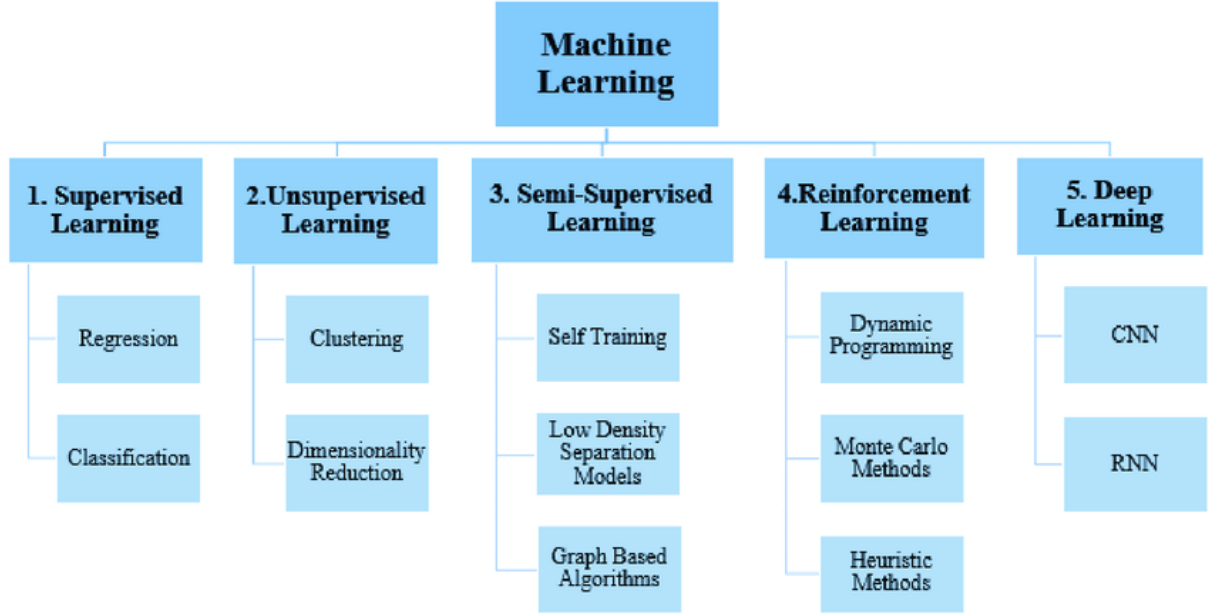 Machine
Learning
1. Supervised
Learning
2.Unsupervised
Learning
3. Semi-Supervised
Learning
4.Reinforcement
Learning
5. Deep
Learning
Regression
Classification
Clustering
Dimensionality
Reduction
Self Training
Low Density
Separation
Models
Graph Based
Algorithms
Dynamic
Programming
Monte Carlo
Methods
Heuristic
Methods
CNN
RNN